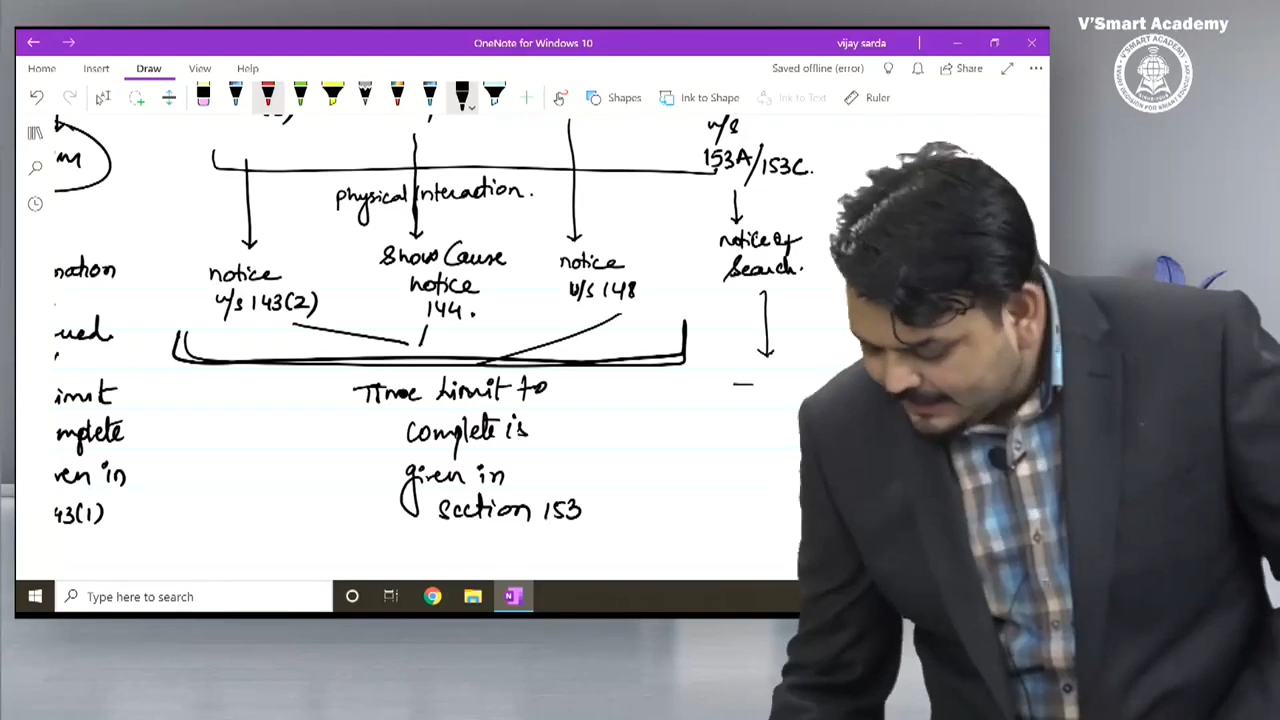 V'Smart Academy
OneNote for Windows 10
vijay sarda
Home
Insert
Draw
View
Help
Saved offline (error)
Share
Shapes
Ink to Shape
Ink to Text
Ruler
u/s
153A/153C.
physical interaction.
notice of
Search.
notice
u/s 143(2)
Show Cause
notice
144.
notice
u/s 148
mation
ued
imit
mplete
ven in
43(1)
Time Limit to
complete is
given in
section 153
Type here to search